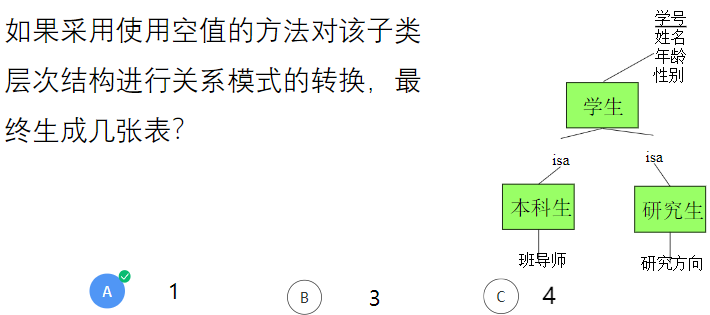 如果采用使用空值的方法对该子类
层次结构进行关系模式的转换，最
终生成几张表？
学号
姓名
年龄
性别
学生
isa
isa
本科生
研究生
班导师
研究方向
A 1
B 3
C 4